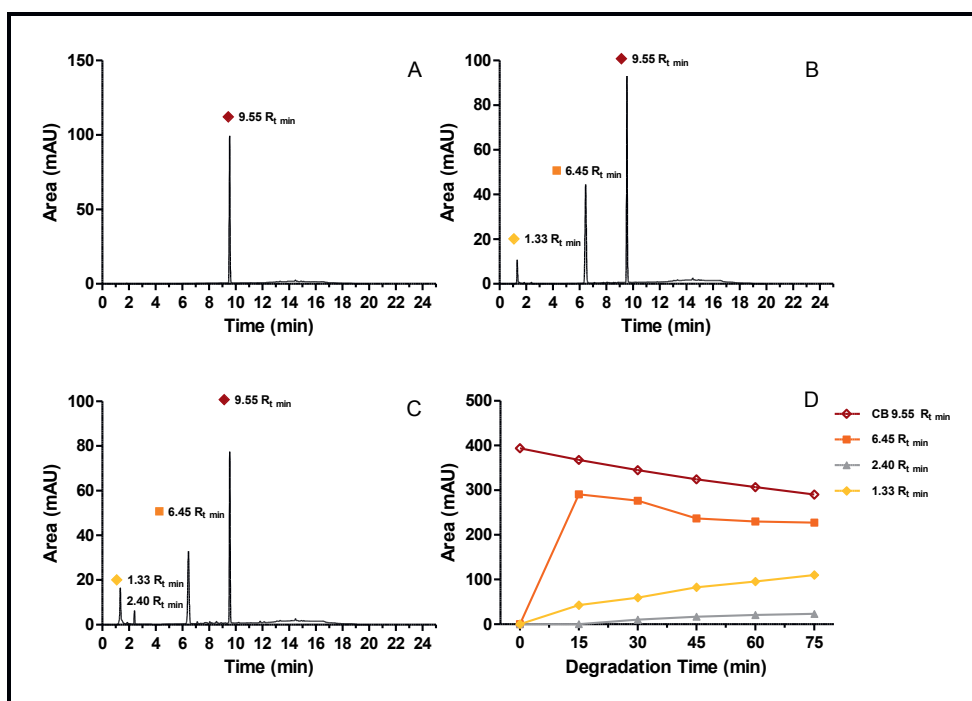 A
150
100
50
0
Area (mAU)
9.55 Rt min
0 2 4 6 8 10 12 14 16 18 20 22 24
Time (min)
B
100
80
60
40
20
0
Area (mAU)
9.55 Rt min
6.45 Rt min
1.33 Rt min
0 2 4 6 8 10 12 14 16 18 20 22 24
Time (min)
C
100
80
60
40
20
0
Area (mAU)
9.55 Rt min
6.45 Rt min
1.33 Rt min
2.40 Rt min
0 2 4 6 8 10 12 14 16 18 20 22 24
Time (min)
D
500
400
300
200
100
0
Area (mAU)
0 15 30 45 60 75
Degradation Time (min)
CB 9.55 Rt min
6.45 Rt min
2.40 Rt min
1.33 Rt min